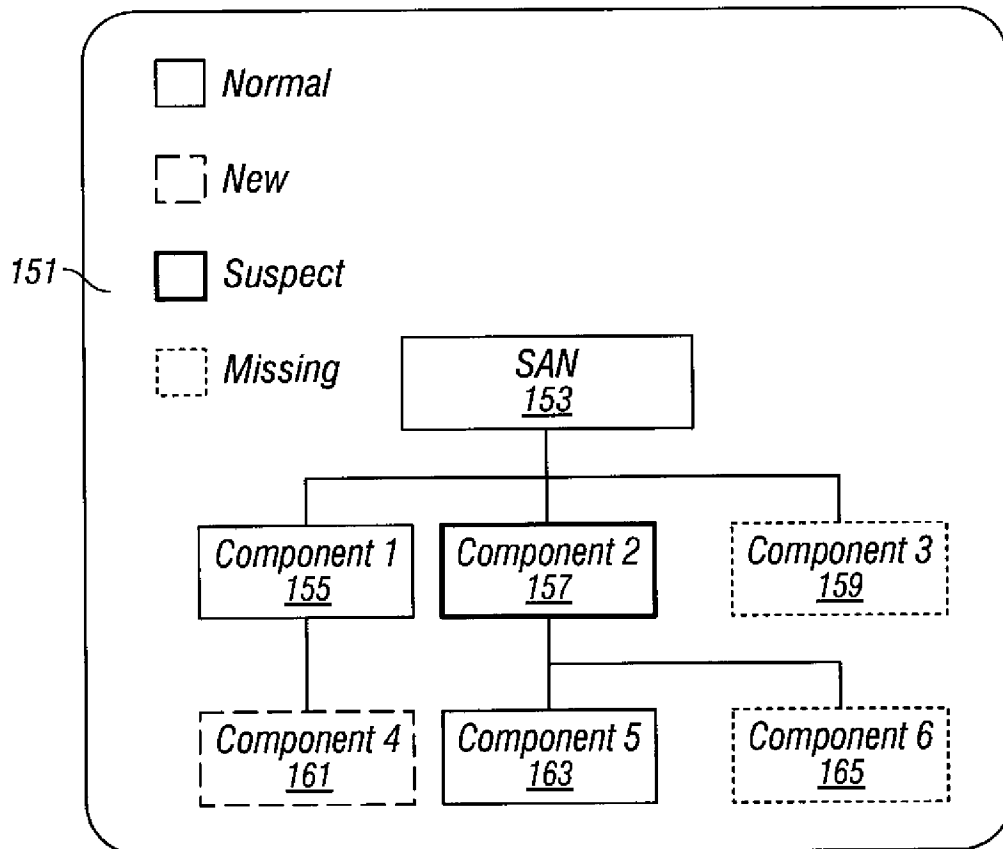 Normal
New
151
Suspect
Missing
SAN
153
Component 1
155
Component 2
157
Component 3
159
Component 4
161
Component 5
163
Component 6
165